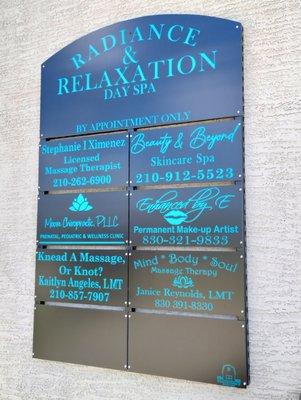 RADIANCE
&
RELAXATION
DAY SPA
BY APPOINTMENT ONLY
Stephanie I Ximenez
Licensed
Massage Therapist
210-262-6900
Beauty & Beyond
Skincare Spa
210-912-5523
Chiropractic, PLLC
PRENATAL, PEDIATRIC & WELLNESS CLINIC
Enhanced by E
Permanent Make-up Artist
830-321-9833
Knead A Massage,
Or Knot?
Kaitlyn Angeles, LMT
210-857-7907
Mind * Body * Soul
Massage Therapy
Janice Reynolds, LMT
830 391-8330